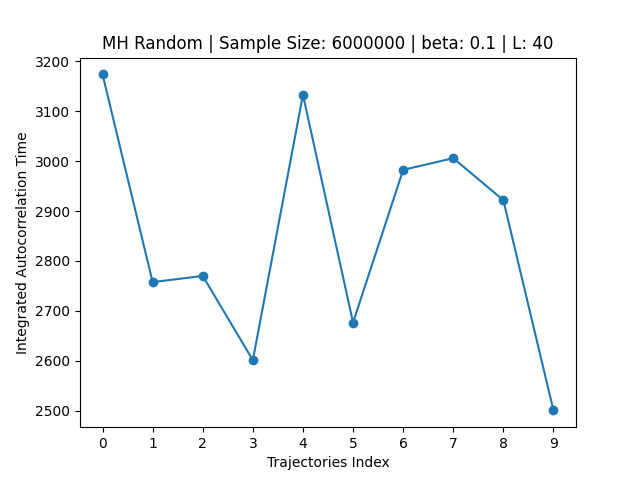 MH Random | Sample Size: 6000000 | beta: 0.1 | L: 40
Integrated Autocorrelation Time
3200
3100
3000
2900
2800
2700
2600
2500
0 1 2 3 4 5 6 7 8 9
Trajectories Index